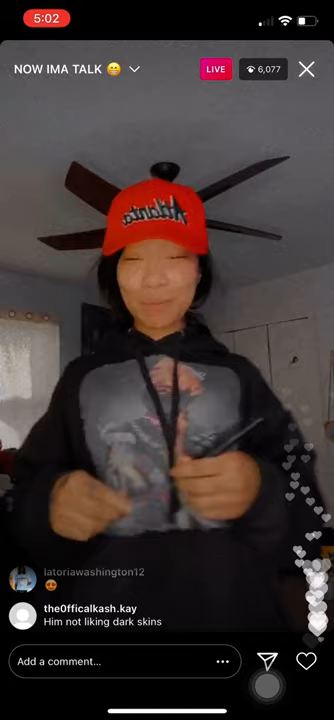 5:02
NOW IMA TALK 😁
LIVE
6,077
Atlanta
latoriawashington12
😍
the0fficalkash.kay
Him not liking dark skins
Add a comment...